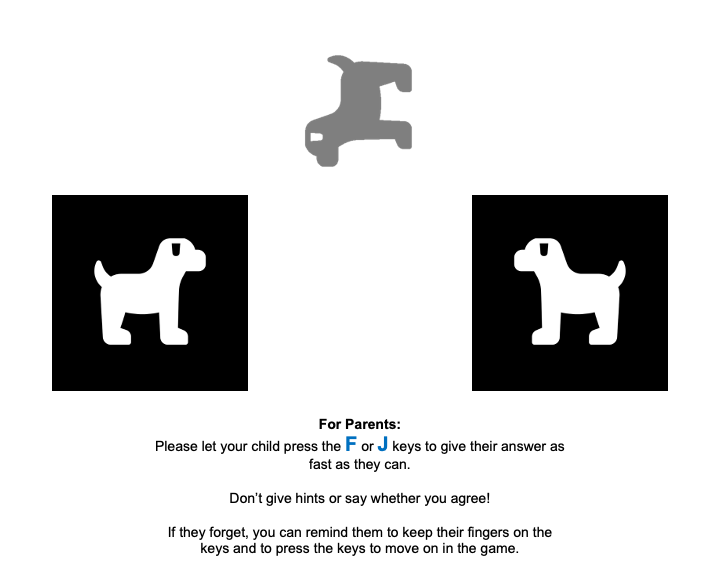 For Parents:
Please let your child press the F or J keys to give their answer as
fast as they can.
Don’t give hints or say whether you agree!
If they forget, you can remind them to keep their fingers on the
keys and to press the keys to move on in the game.